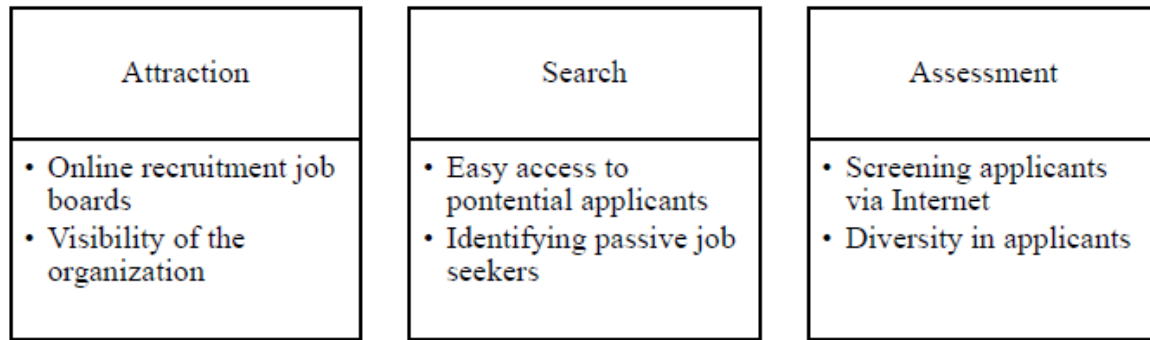 Attraction
• Online recruitment job
boards
• Visibility of the
organization
Search
• Easy access to
pontential applicants
• Identifying passive job
seekers
Assessment
• Screening applicants
via Internet
• Diversity in applicants